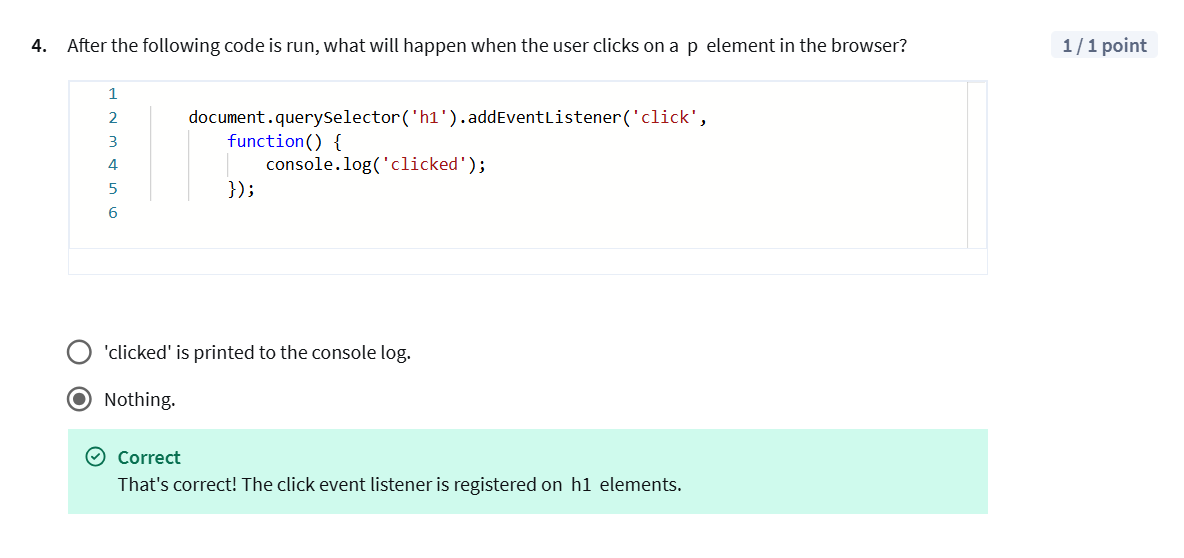 4. After the following code is run, what will happen when the user clicks on a p element in the browser?
1 / 1 point
1
2 document.querySelector('h1').addEventListener('click',
3 function() {
4 console.log('clicked');
5 });
6
'clicked' is printed to the console log.
Nothing.
Correct
That's correct! The click event listener is registered on h1 elements.